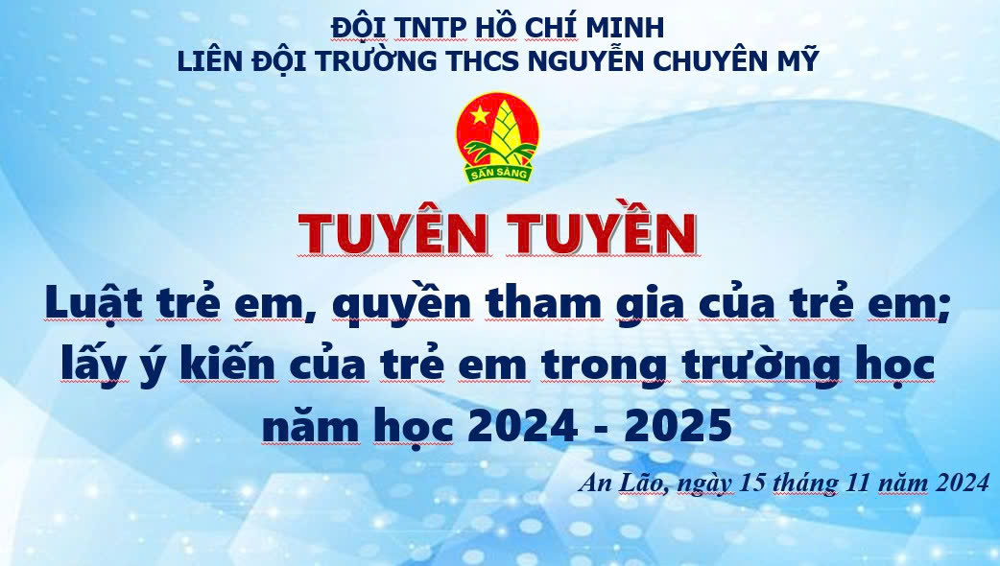 ĐỘI TNTP HỒ CHÍ MINH
LIÊN ĐỘI TRƯỜNG THCS NGUYỄN CHUYÊN MỸ
SẴN SÀNG
TUYÊN TUYỀN
Luật trẻ em, quyền tham gia của trẻ em;
lấy ý kiến của trẻ em trong trường học
năm học 2024 - 2025
An Lão, ngày 15 tháng 11 năm 2024